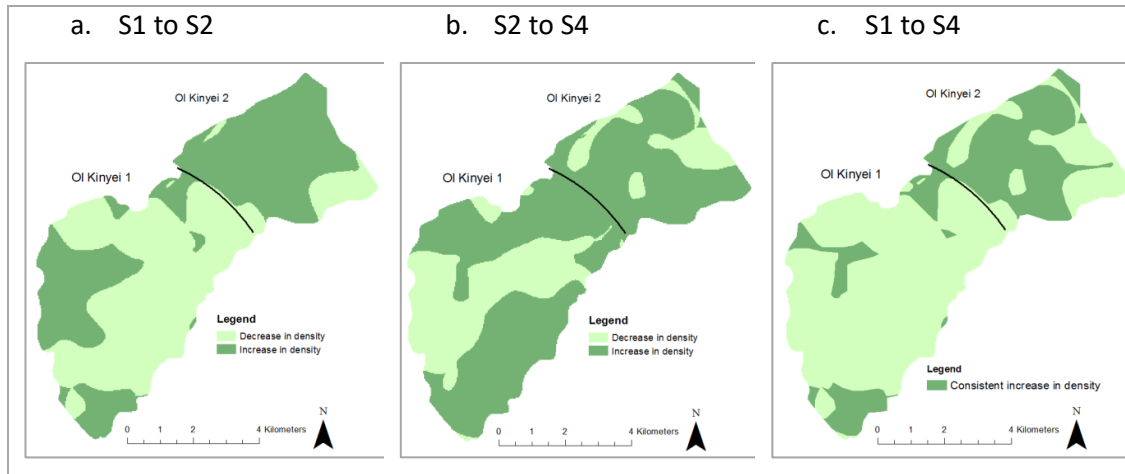 a. S1 to S2
b. S2 to S4
c. S1 to S4
Ol Kinyei 2
Ol Kinyei 1
Legend
Decrease in density
Increase in density
N
0 1 2 4 Kilometers
Ol Kinyei 2
Ol Kinyei 1
Legend
Decrease in density
Increase in density
N
0 1 2 4 Kilometers
Ol Kinyei 2
Ol Kinyei 1
Legend
Consistent increase in density
N
0 1 2 4 Kilometers